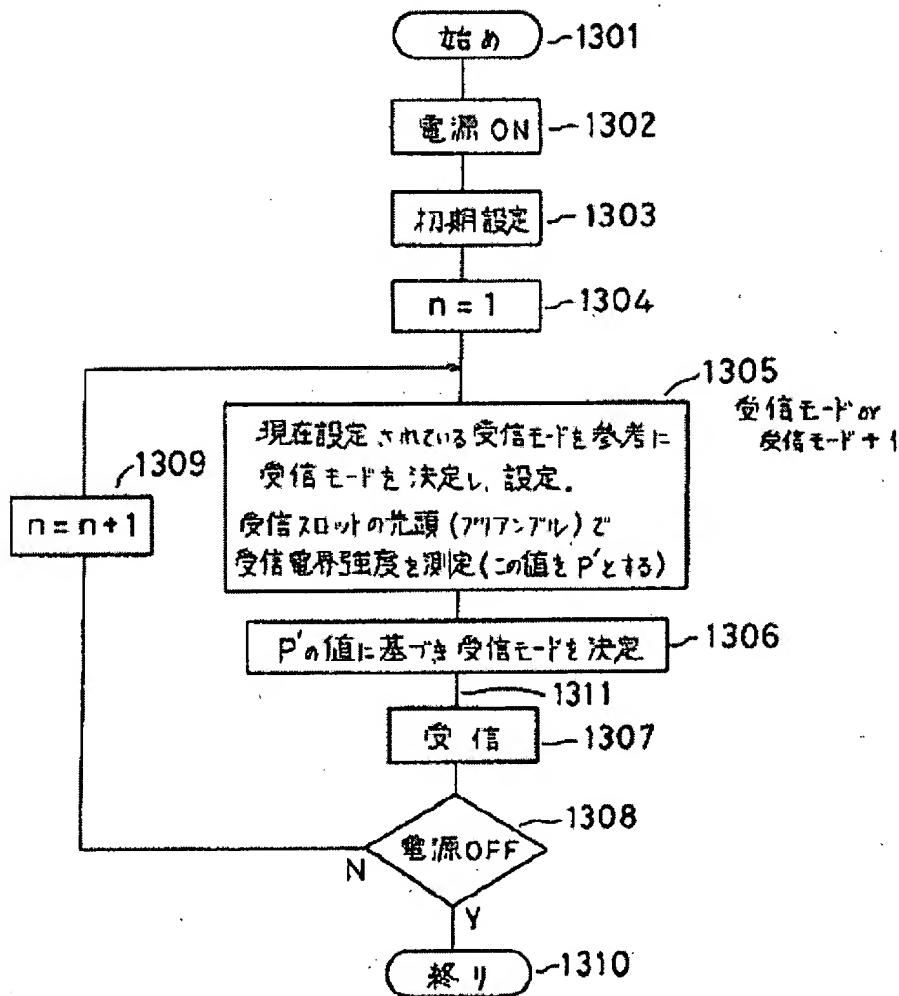 始め 1301
電源 ON 1302
初期設定 1303
n = 1 1304
1305
受信モード or
受信モード + 1
現在設定されている受信モードを参考に
受信モードを決定し、設定.
受信スロットの先頭 (プリアンブル) で
受信電界強度を測定 (この値を P' とする)
1309
n = n + 1
P'の値に基づき受信モードを決定 1306
1311
受信 1307
電源OFF 1308
N
Y
終り 1310